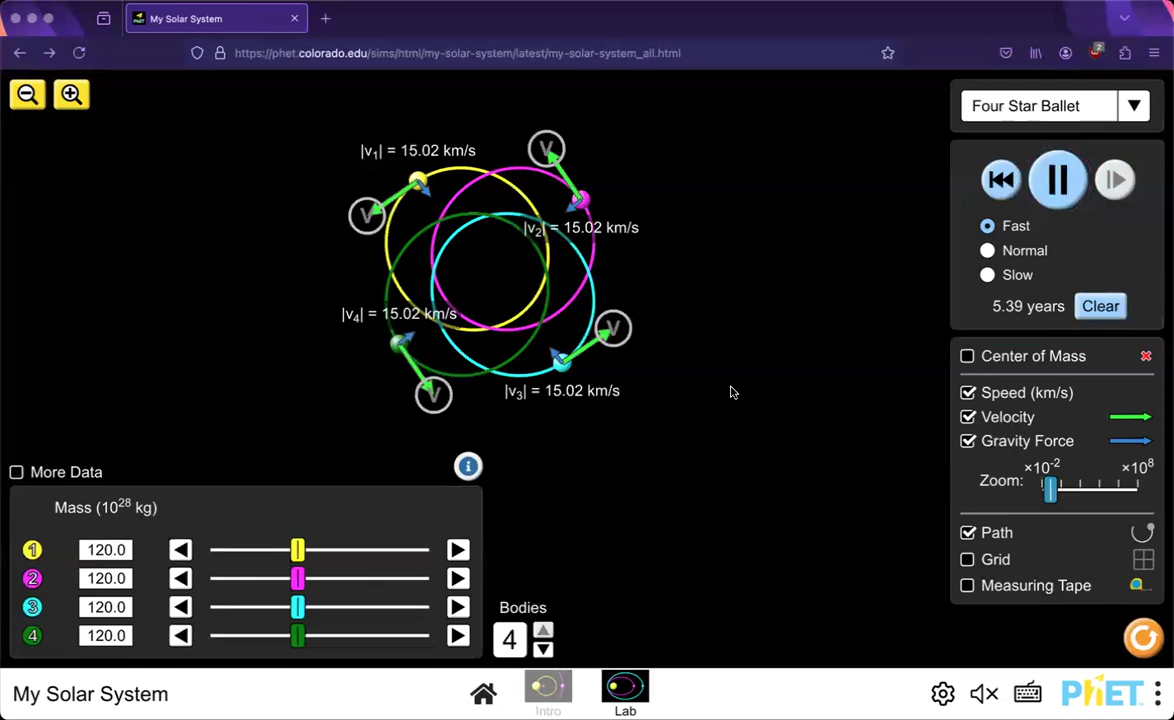 My Solar System
https://phet.colorado.edu/sims/html/my-solar-system/latest/my-solar-system_all.html
2
Four Star Ballet
|v1| = 15.02 km/s
V
V
|v2| = 15.02 km/s
Fast
Normal
Slow
5.39 years Clear
|v4| = 15.02 km/s
V
V
|v3| = 15.02 km/s
Center of Mass
Speed (km/s)
Velocity
Gravity Force
×10-2 ×108
Zoom:
Path
Grid
Measuring Tape
More Data
i
Mass (1028 kg)
1 120.0
2 120.0
3 120.0
4 120.0
Bodies
4
My Solar System
Intro
Lab
PhET